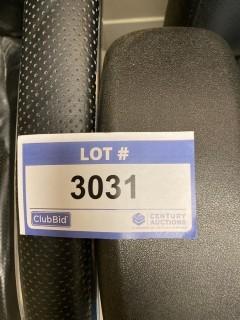 LOT #
3031
ClubBid
CENTURY
AUCTIONS